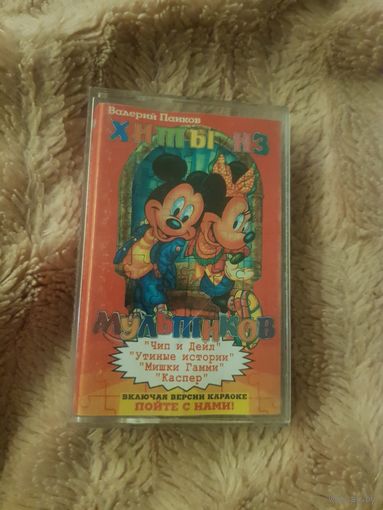 Валерий Панков
ХИТЫ ИЗ
МУЛЬТИКОВ
"Чип и Дейл"
"Утиные истории"
"Мишки Гамми"
"Каспер"
ВКЛЮЧАЯ ВЕРСИИ КАРАОКЕ
ПОЙТЕ С НАМИ!